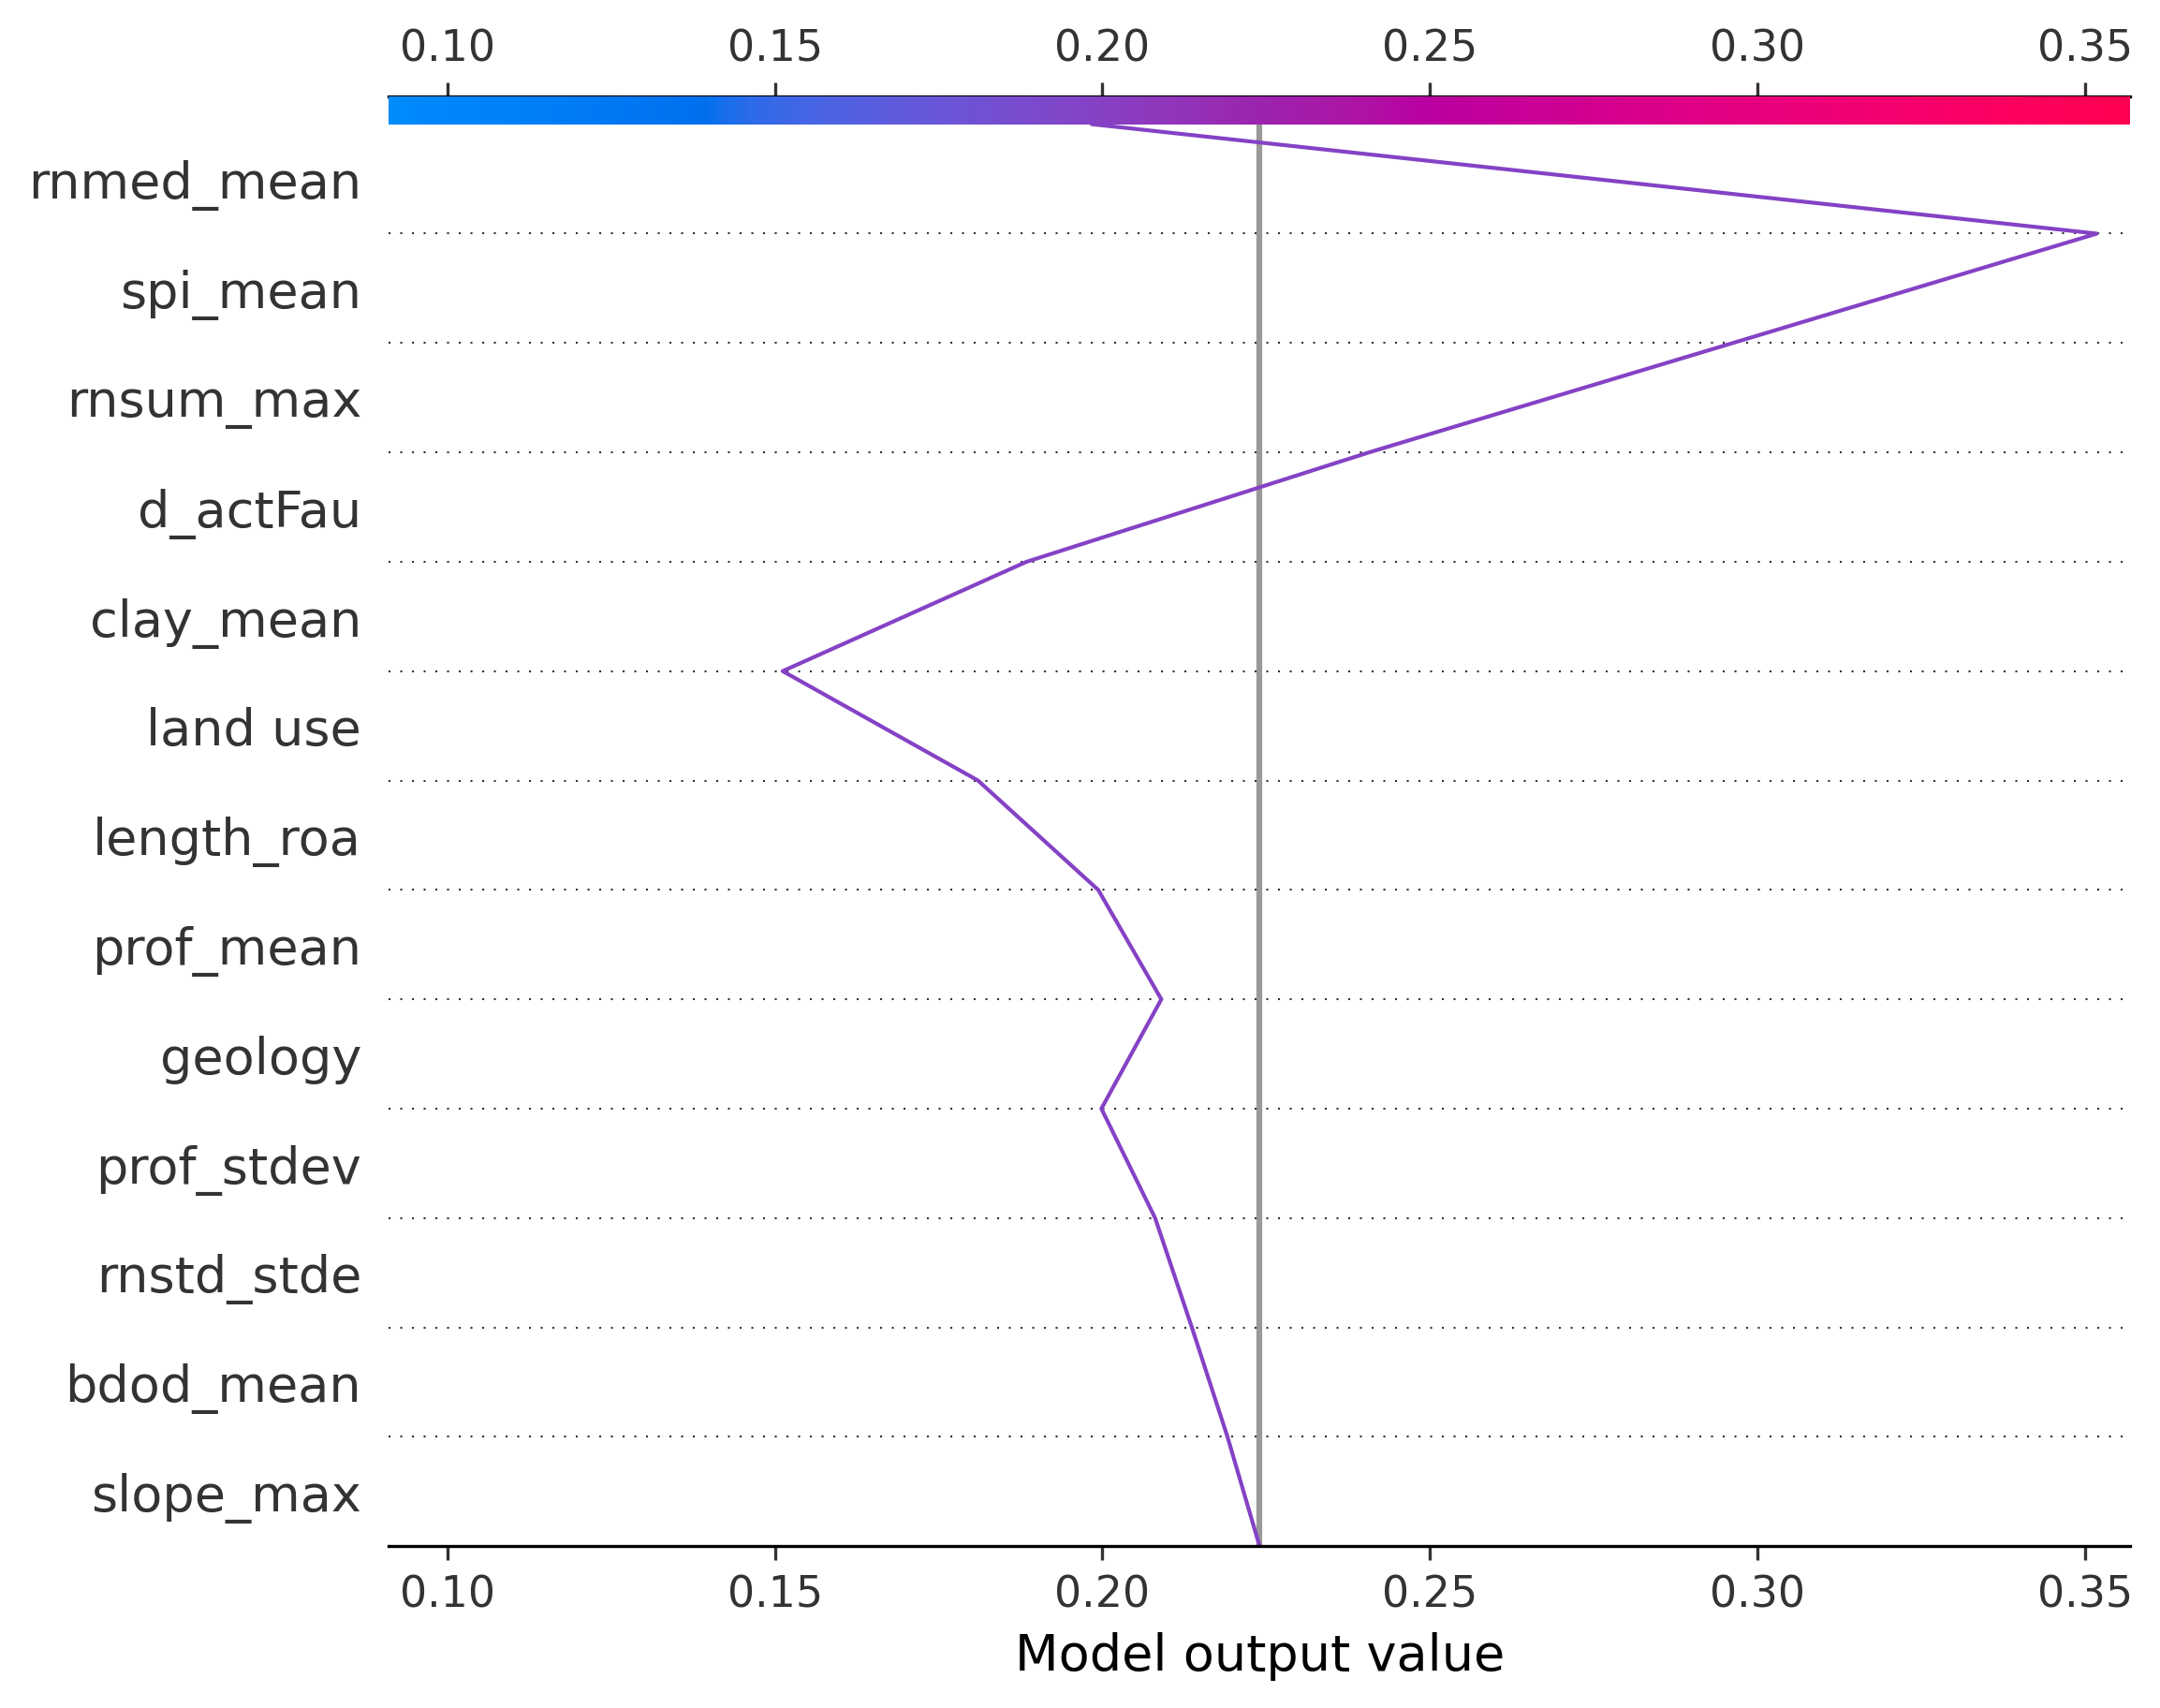 0.10 0.15 0.20 0.25 0.30 0.35
rnmed_mean
spi_mean
rnsum_max
d_actFau
clay_mean
land use
length_roa
prof_mean
geology
prof_stdev
rnstd_stde
bdod_mean
slope_max
0.10 0.15 0.20 0.25 0.30 0.35
Model output value